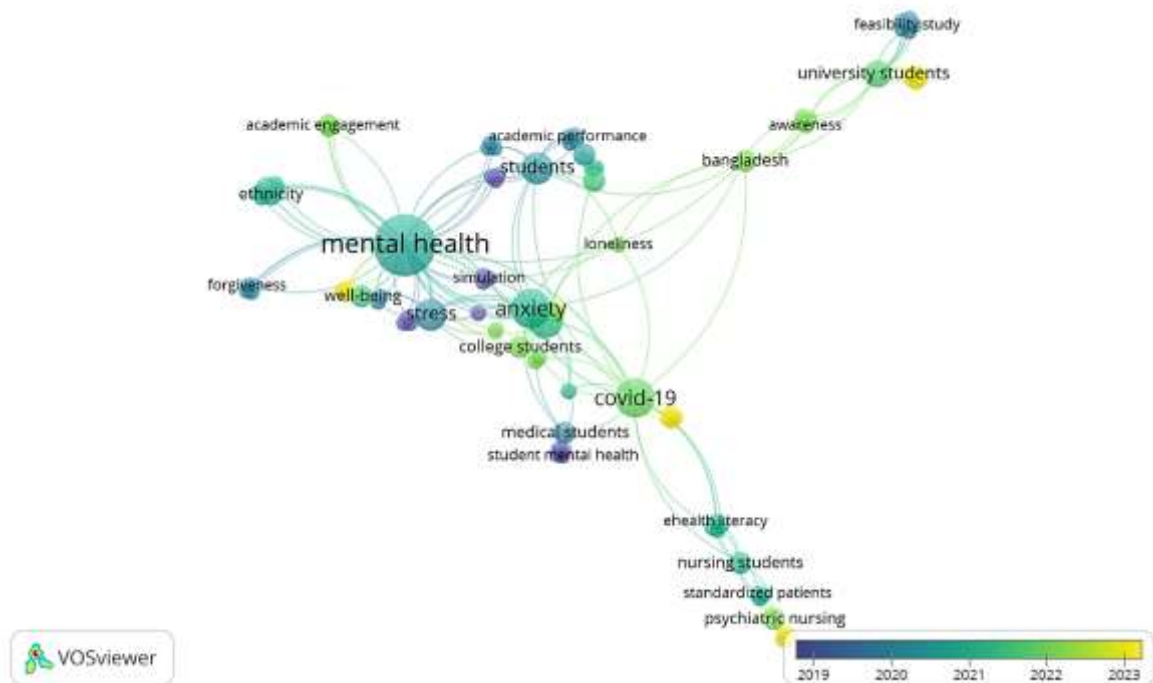 feasibility study
university students
academic engagement
awareness
academic performance
students
bangladesh
ethnicity
mental health
loneliness
simulation
forgiveness
well-being
stress
anxiety
college students
covid-19
medical students
student mental health
ehealth literacy
nursing students
standardized patients
psychiatric nursing
VOSviewer
2019 2020 2021 2022 2023